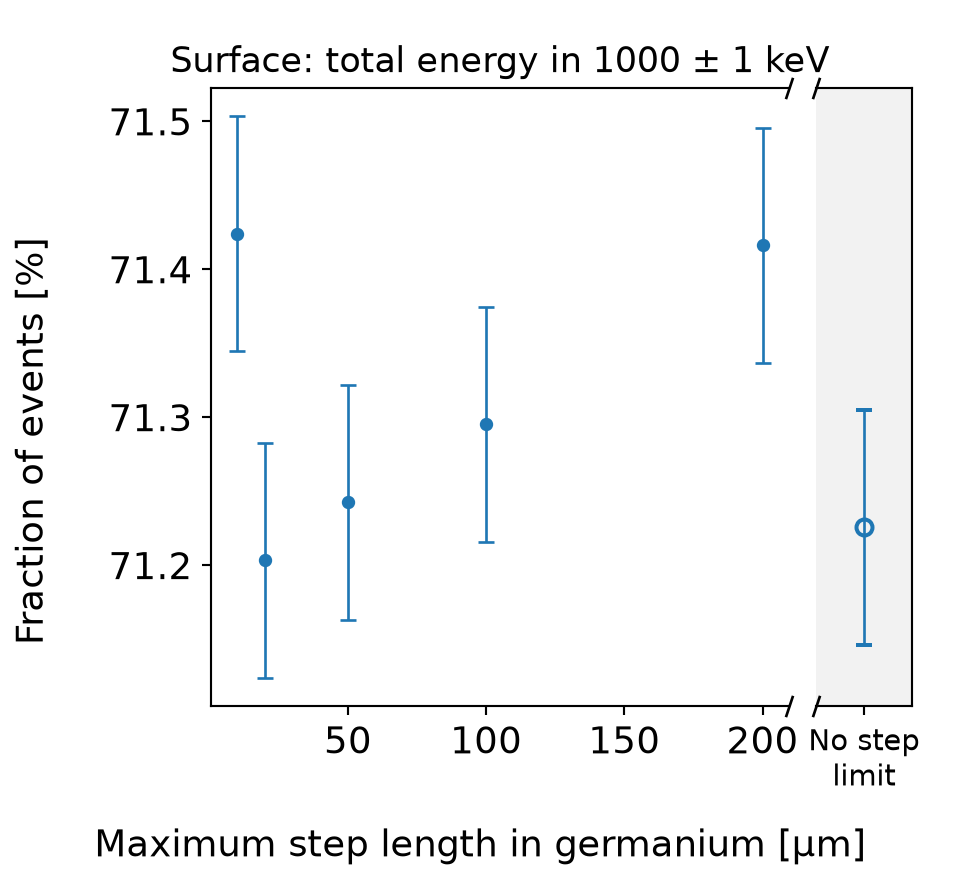 Surface: total energy in 1000 ± 1 keV
71.5
71.4
71.3
71.2
Fraction of events [%]
50 100 150 200 No step
limit
Maximum step length in germanium [µm]